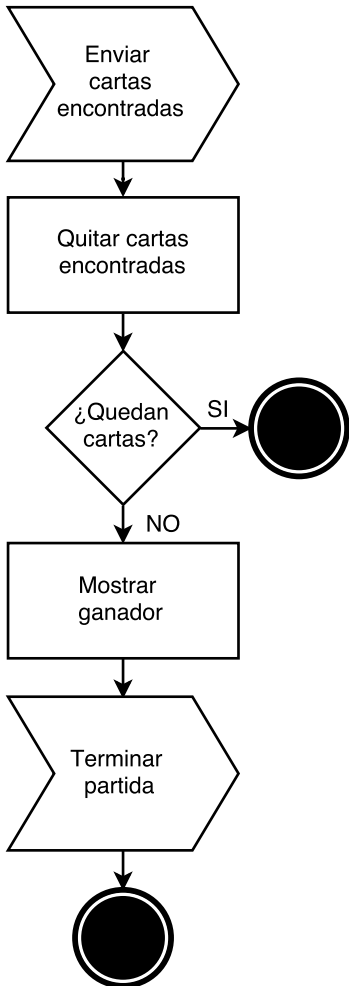 Enviar
cartas
encontradas
Quitar cartas
encontradas
¿Quedan
cartas?
SI
NO
Mostrar
ganador
Terminar
partida